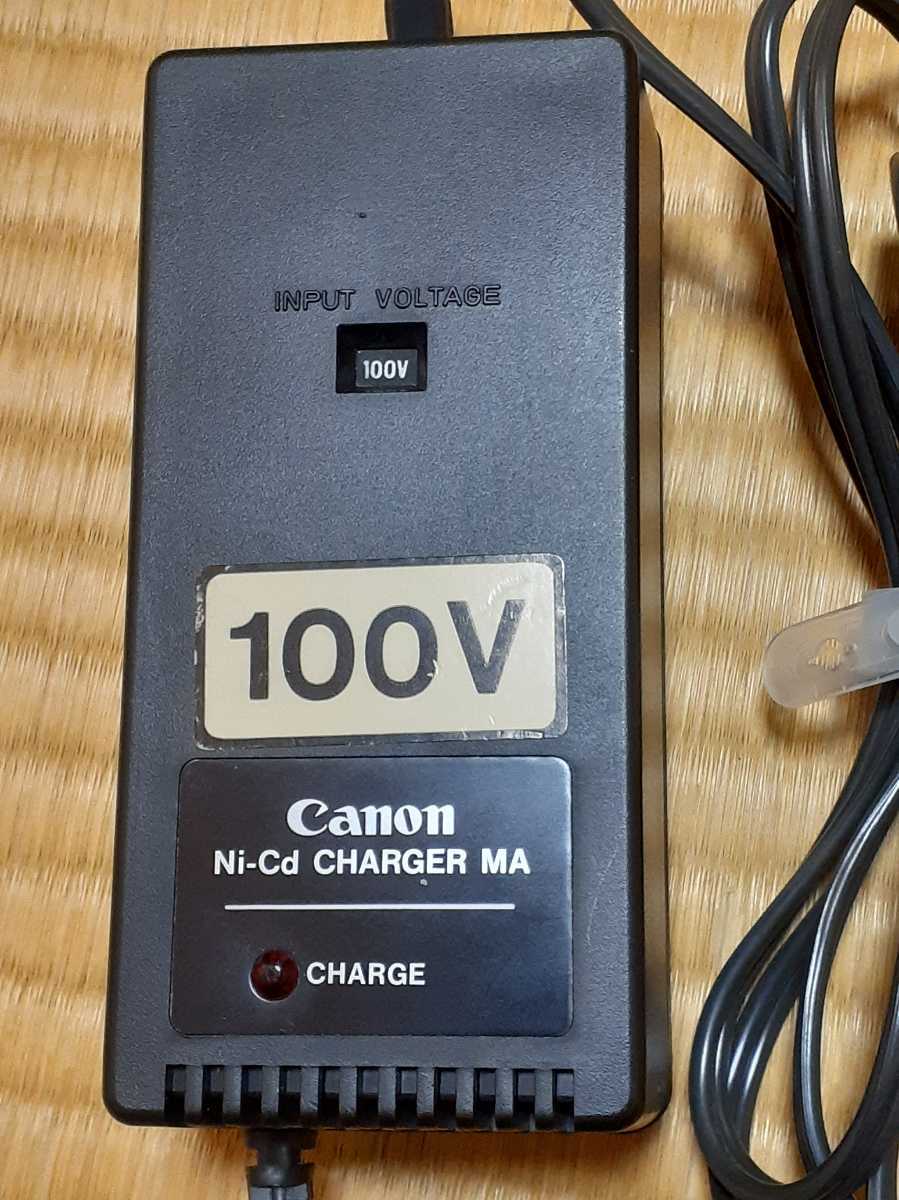 INPUT VOLTAGE
100V
100V
Canon
Ni-Cd CHARGER MA
CHARGE